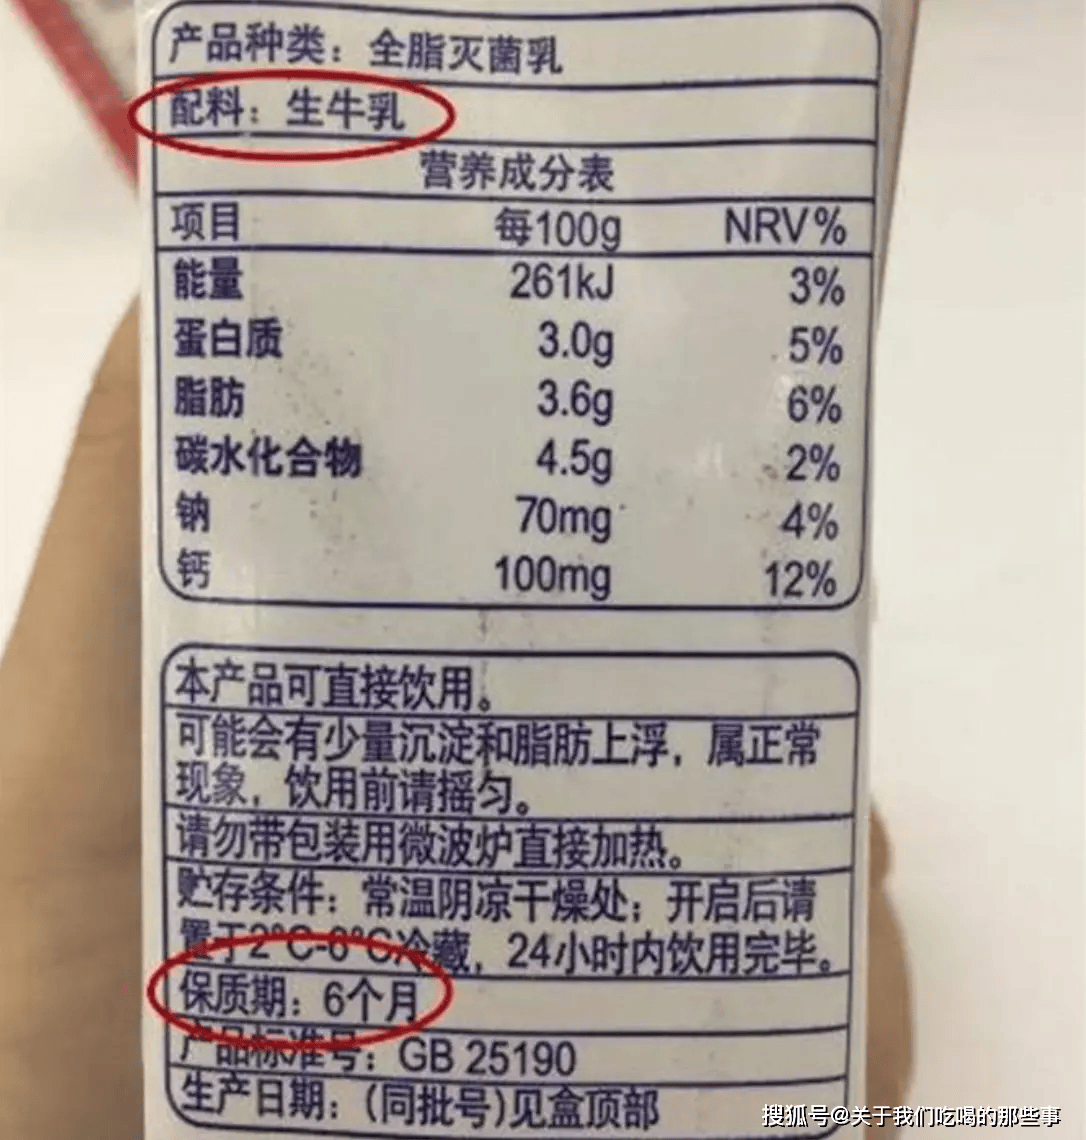 产品种类：全脂灭菌乳
配料：生牛乳
营养成分表
项目 每100g NRV%
能量 261kJ 3%
蛋白质 3.0g 5%
脂肪 3.6g 6%
碳水化合物 4.5g 2%
钠 70mg 4%
钙 100mg 12%
本产品可直接饮用。
可能会有少量沉淀和脂肪上浮，属正常
现象，饮用前请摇匀。
请勿带包装用微波炉直接加热。
贮存条件：常温阴凉干燥处；开启后请
置于2°C-6°C冷藏，24小时内饮用完毕。
保质期：6个月
产品标准号：GB 25190
生产日期：(同批号)见盒顶部
搜狐号@关于我们吃喝的那些事